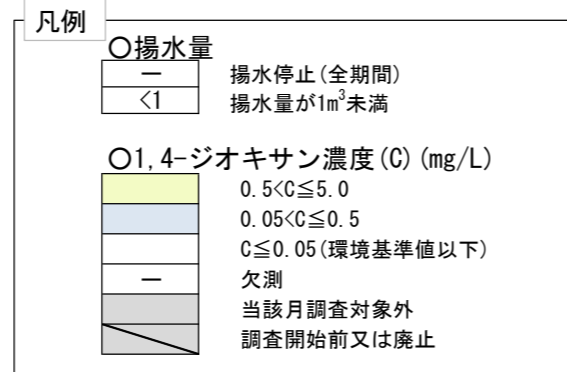 凡例
○揚水量
― 揚水停止(全期間)
<1 揚水量が1m³未満
○1,4-ジオキサン濃度(C)(mg/L)
0.5<C≦5.0
0.05<C≦0.5
C≦0.05(環境基準値以下)
― 欠測
当該月調査対象外
調査開始前又は廃止